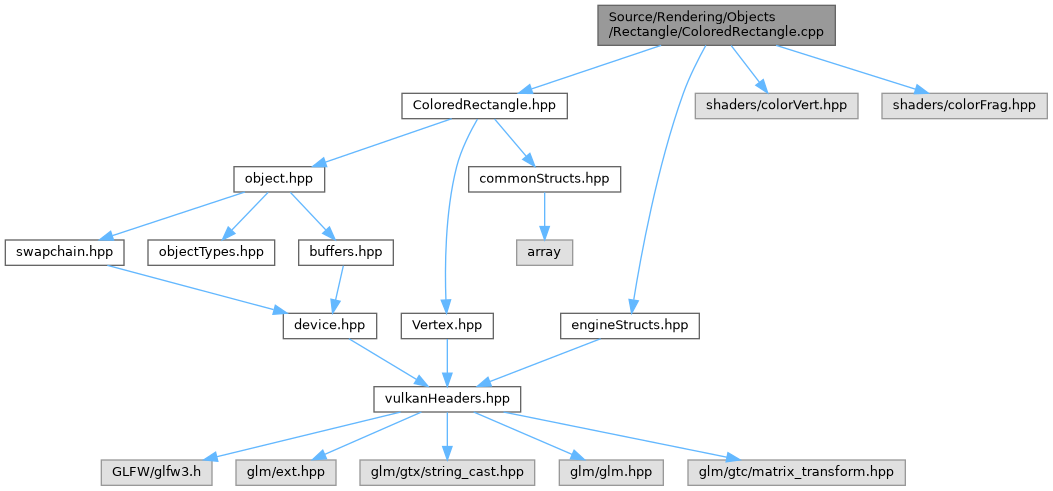 Source/Rendering/Objects
/Rectangle/ColoredRectangle.cpp
ColoredRectangle.hpp
shaders/colorVert.hpp
shaders/colorFrag.hpp
object.hpp
commonStructs.hpp
swapchain.hpp
objectTypes.hpp
buffers.hpp
array
device.hpp
Vertex.hpp
engineStructs.hpp
vulkanHeaders.hpp
GLFW/glfw3.h
glm/ext.hpp
glm/gtx/string_cast.hpp
glm/glm.hpp
glm/gtc/matrix_transform.hpp